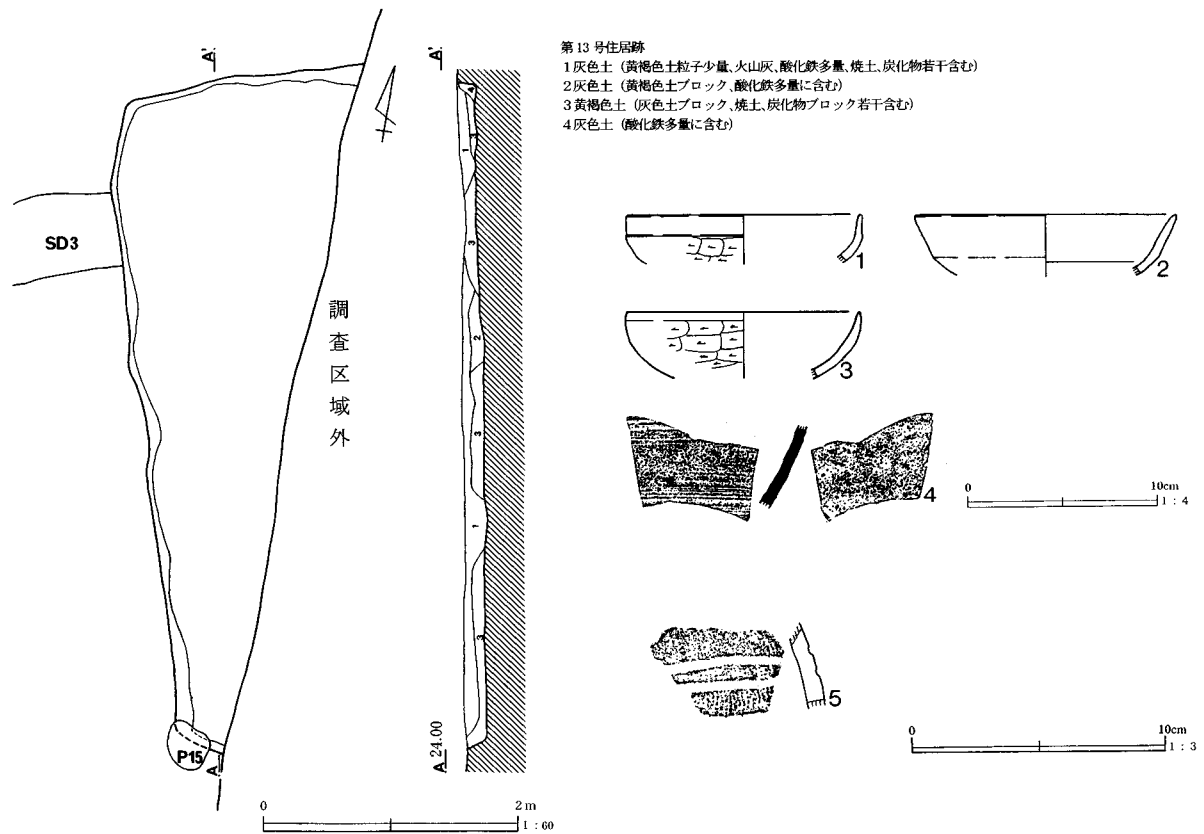 第13号住居跡
1灰色土（黄褐色土粒子少量、火山灰、酸化鉄多量、焼土、炭化物若干含む）
2灰色土（黄褐色土ブロック、酸化鉄多量に含む）
3黄褐色土（灰色土ブロック、焼土、炭化物ブロック若干含む）
4灰色土（酸化鉄多量に含む）
A'
A'
SD3
調査区域外
P15
A
A 24.00
4
1
3
3
2
3
1
3
0 2m
1:60
1
2
3
4
0 10cm
1:4
5
0 10cm
1:3